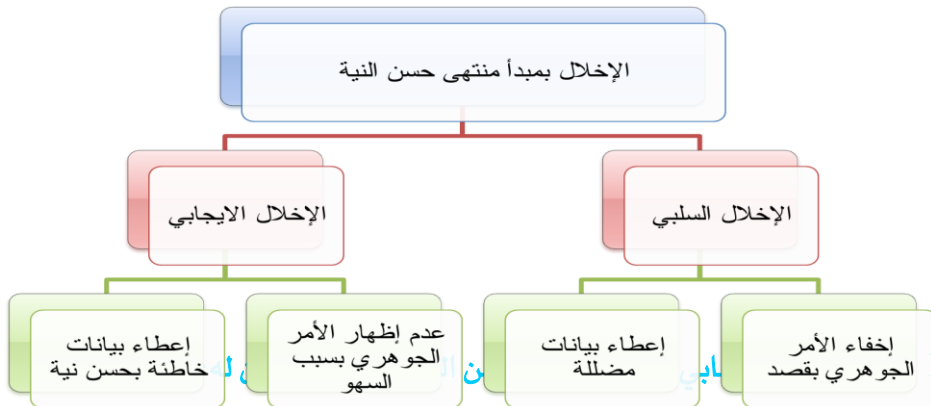 الإخلال بمبدأ منتهى حسن النية
الإخلال السلبي
الإخلال الايجابي
إخفاء الأمر
الجوهري بقصد
إعطاء بيانات
مضللة
عدم إظهار الأمر
الجوهري بسبب
السهو
إعطاء بيانات
خاطئة بحسن نية